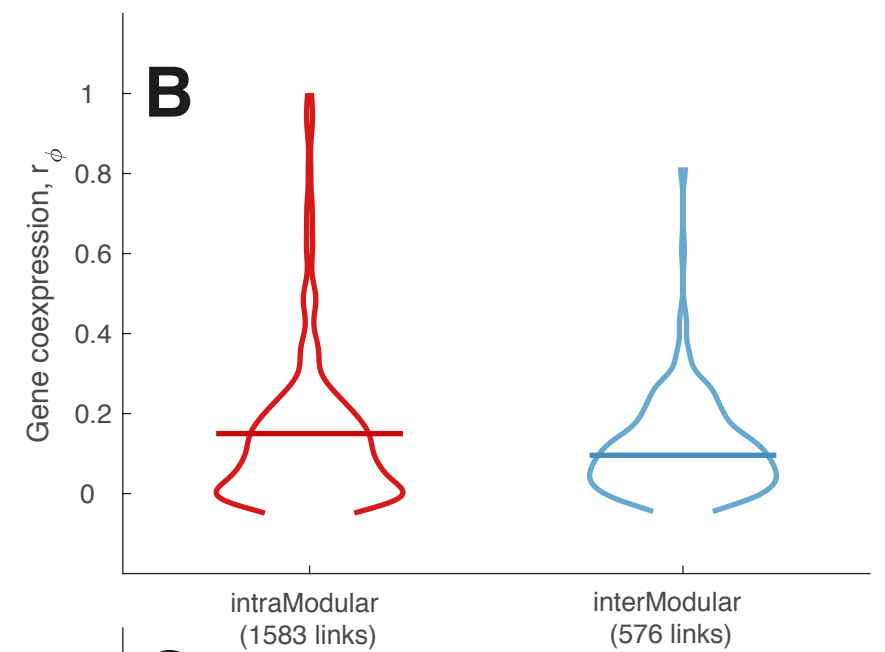 B
Gene coexpression, rϕ
1
0.8
0.6
0.4
0.2
0
intraModular
(1583 links)
interModular
(576 links)